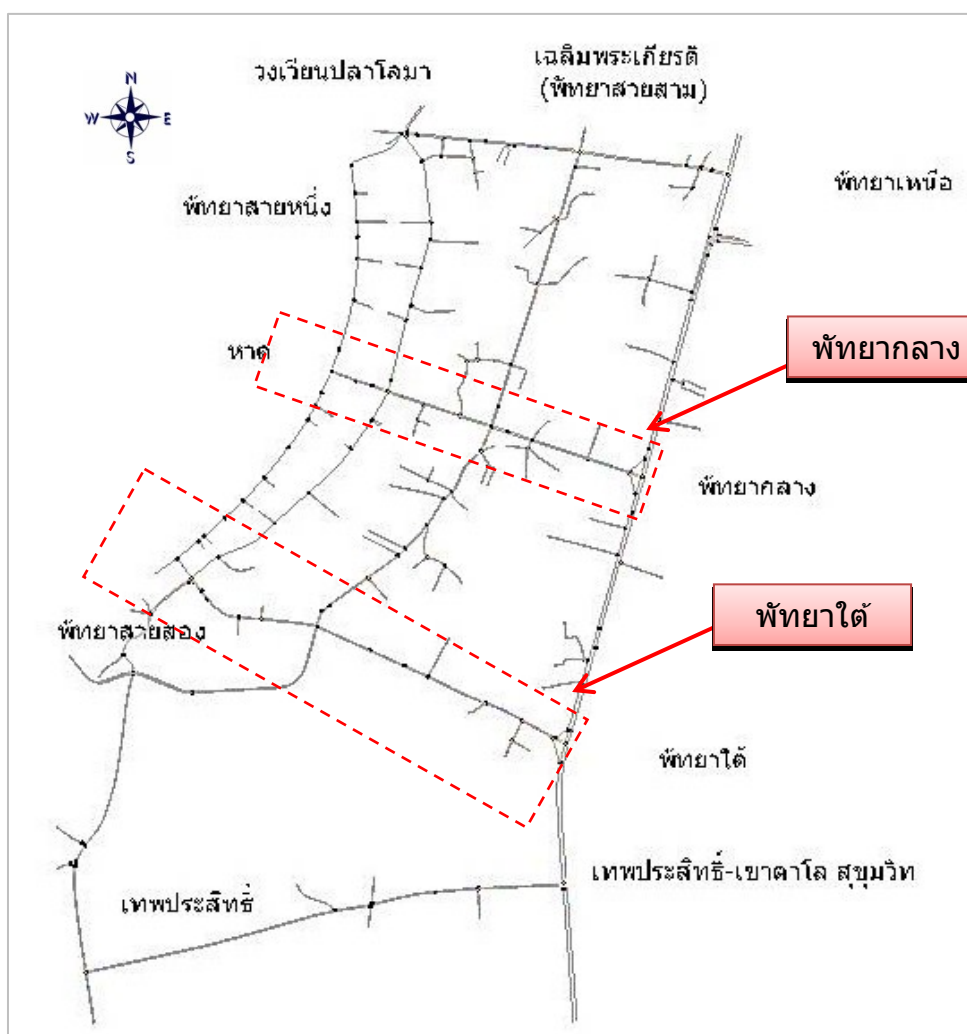 วงเวียนปลาโลมา
เฉลิมพระเกียรติ
(พัทยาสายสาม)
N
W E
S
พัทยาเหนือ
พัทยาสายหนึ่ง
หาด
พัทยากลาง
พัทยากลาง
พัทยาใต้
พัทยาสายสอง
พัทยาใต้
เทพประสิทธิ์-เขาตาโล สุขุมวิท
เทพประสิทธิ์